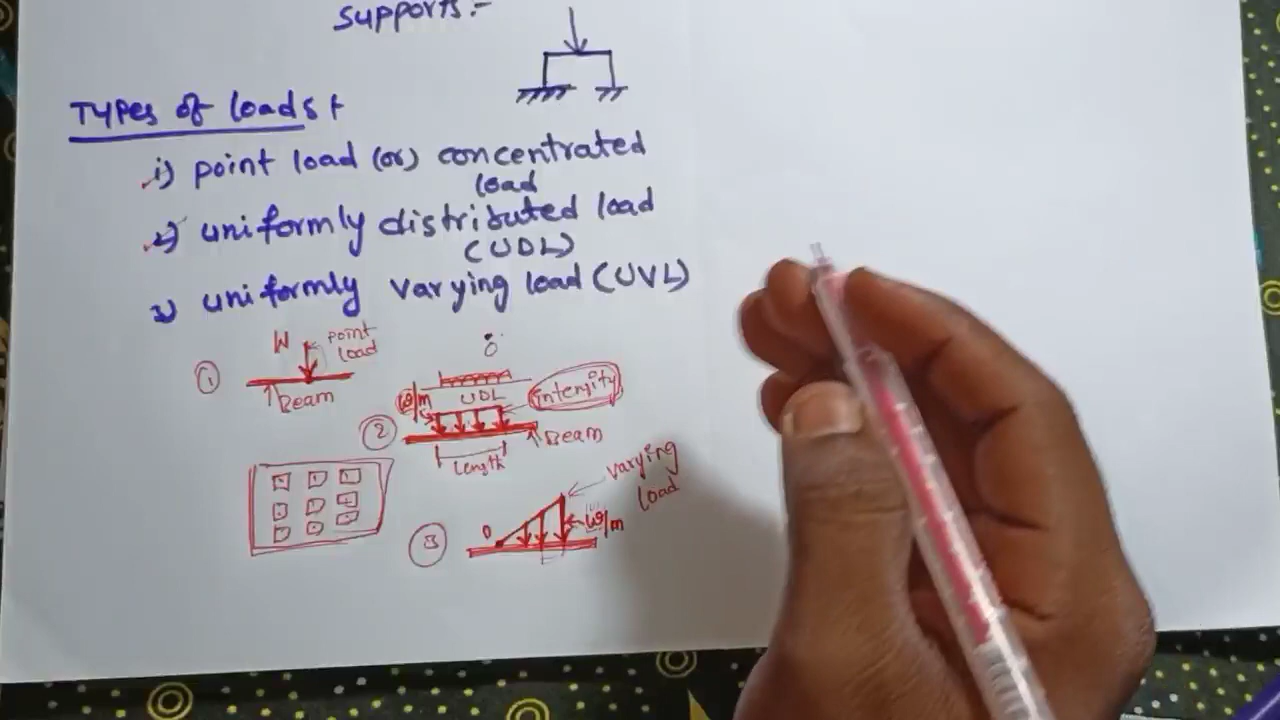 supports:-
Types of loads:-
i) point load (or) concentrated
load
2) uniformly distributed load
(UDL)
3) uniformly varying load (UVL)
W
point
load
1
Beam
UDL
intensity
ω/m
2
Beam
Length
varying
load
0
ω/m
3